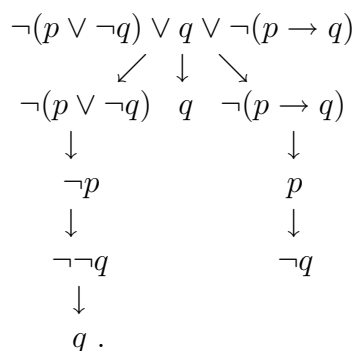 ¬(p ∨ ¬q) ∨ q ∨ ¬(p → q)
↙ ↓ ↘
¬(p ∨ ¬q) q ¬(p → q)
↓ ↓
¬p p
↓ ↓
¬¬q ¬q
↓
q .